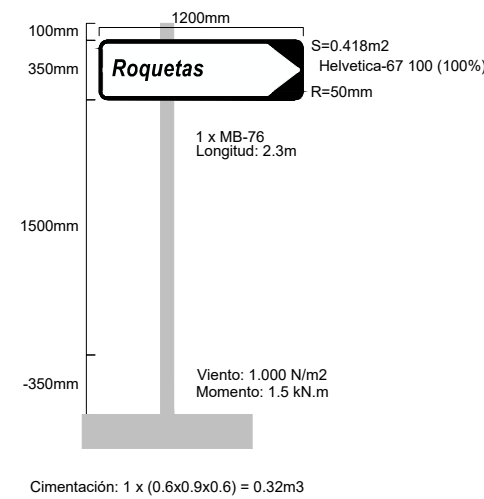 1200mm
100mm
S=0.418m2
350mm
Roquetas
Helvetica-67 100 (100%)
R=50mm
1 x MB-76
Longitud: 2.3m
1500mm
Viento: 1.000 N/m2
-350mm
Momento: 1.5 kN.m
Cimentación: 1 x (0.6x0.9x0.6) = 0.32m3